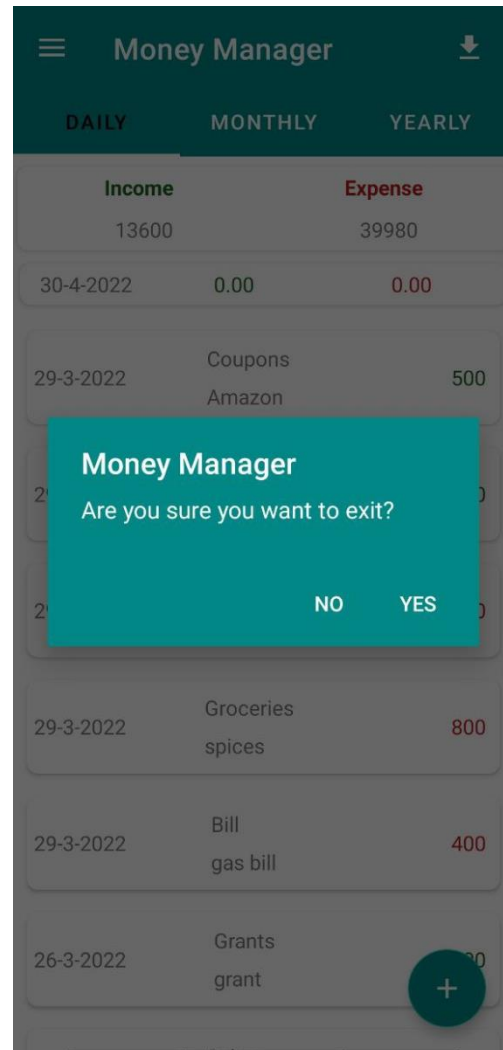 Money Manager
DAILY MONTHLY YEARLY
Income Expense
13600 39980
30-4-2022 0.00 0.00
Coupons
29-3-2022 500
Amazon
Money Manager
Are you sure you want to exit?
NO YES
Groceries
29-3-2022 800
spices
Bill
29-3-2022 400
gas bill
Grants
26-3-2022
grant
+